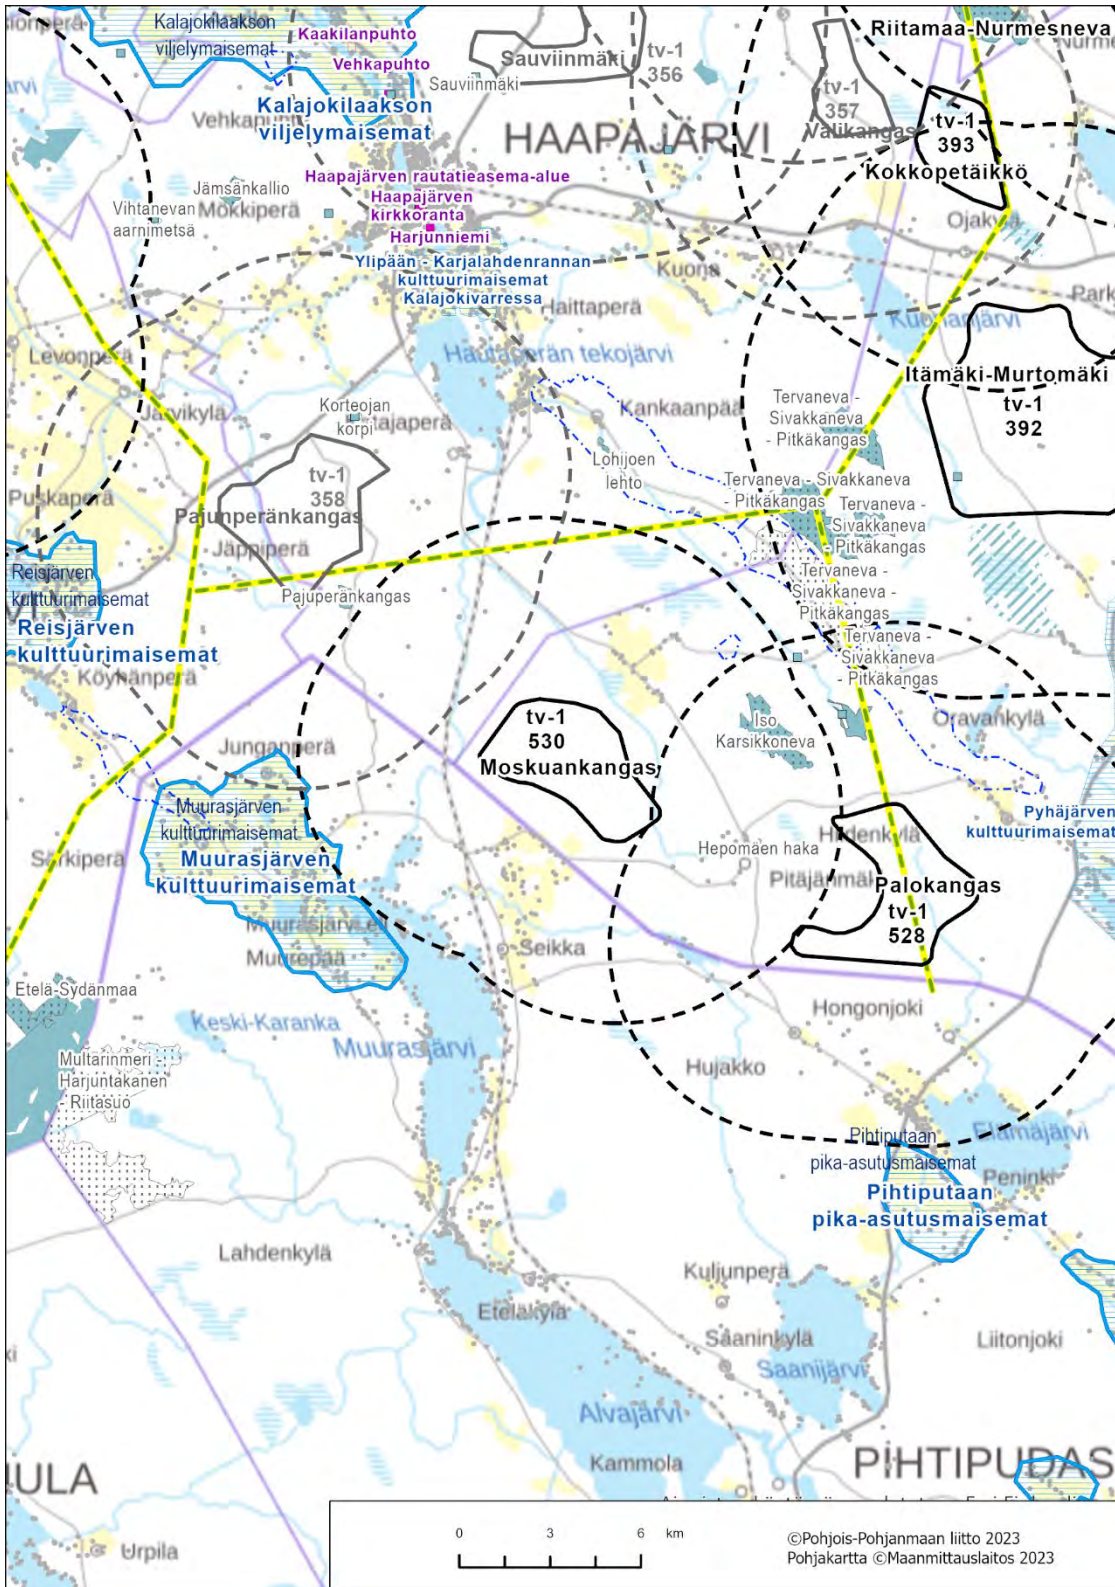 Kalajokilaakson
viljelymaisemat
Kaakilanpuhto
Vehkapuhto
Kalajokilaakson
viljelymaisemat
Sauviinmäki
tv-1
356
Sauviinmäki
Riitamaa-Nurmesneva
tv-1
357
Välikangas
tv-1
393
Kokkopetäikkö
HAAPAJÄRVI
Jämsänkallio
Mökkiperä
Vihtanevan
aarnimetsä
Haapajärven rautatieasema-alue
Haapajärven
kirkkoranta
Harjunniemi
Ylipään - Karjalahdenrannan
kulttuurimaisemat
Kalajokivarressa
Ojakylä
Kuona
Haittaperä
Kuonanjärvi
Levonperä
Hautaperän tekojärvi
Itämäki-Murtomäki
tv-1
392
Järvikylä
Korteojan
korpi
Kankaanpää
Tervaneva -
Sivakkaneva
- Pitkäkangas
Lohijoen
lehto
tv-1
358
Pajunperänkangas
Puskaperä
Jäppiperä
Tervaneva - Sivakkaneva
- Pitkäkangas
Tervaneva -
Sivakkaneva
- Pitkäkangas
Reisjärven
kulttuurimaisemat
Pajuperänkangas
Tervaneva -
Sivakkaneva -
Pitkäkangas
Reisjärven
kulttuurimaisemat
Tervaneva -
Sivakkaneva
- Pitkäkangas
Köyhänperä
tv-1
530
Moskuankangas
Iso
Karsikkoneva
Oravankylä
Junganperä
Muurasjärven
kulttuurimaisemat
Pyhäjärven
kulttuurimaisemat
Särkiperä
Muurasjärven
kulttuurimaisemat
Hepomäen haka
Palokangas
tv-1
528
Muurepää
Seikka
Etelä-Sydänmaa
Keski-Karanka
Muurasjärvi
Hongonjoki
Multarinmeri -
Harjuntakanen
- Riitasuo
Hujakko
Elämäjärvi
Pihtiputaan
pika-asutusmaisemat
Peninki
Pihtiputaan
pika-asutusmaisemat
Lahdenkylä
Kuljunperä
Eteläkylä
Saaninkylä
Liitonjoki
Saanijärvi
Alvajärvi
Kammola
PIHTIPUDAS
Urpila
0 3 6 km
©Pohjois-Pohjanmaan liitto 2023
Pohjakartta ©Maanmittauslaitos 2023